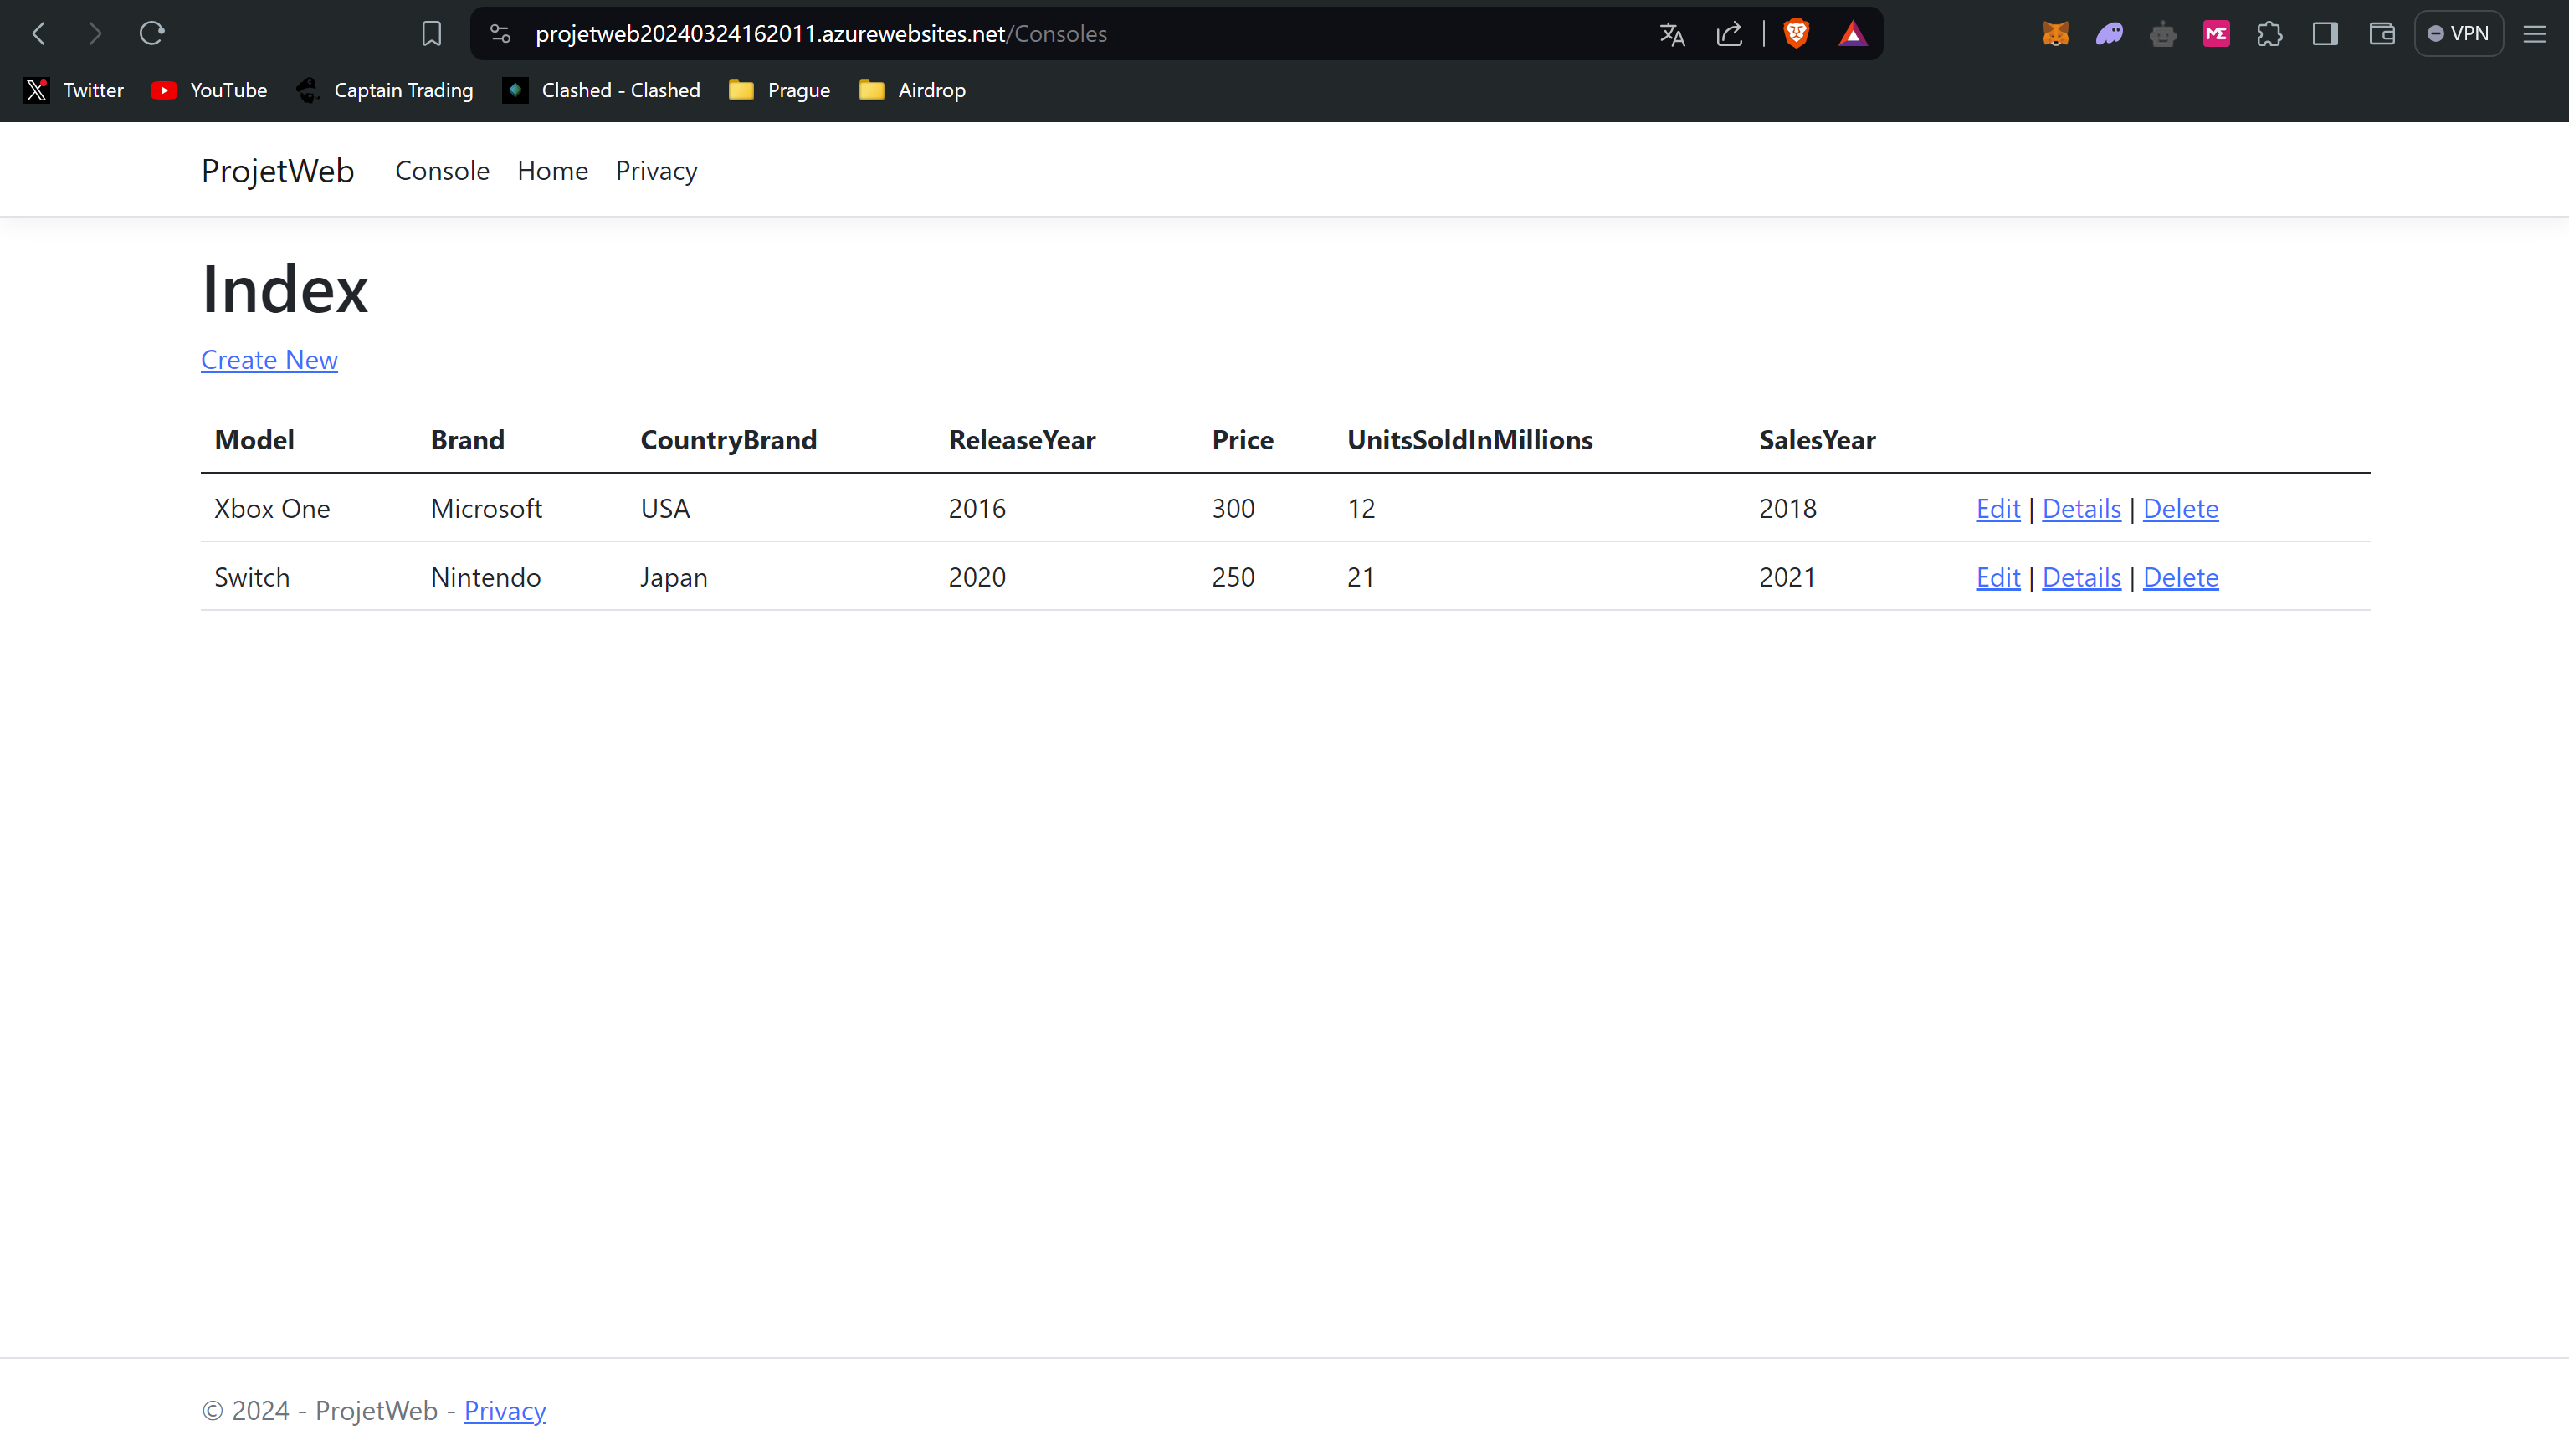 projetweb20240324162011.azurewebsites.net/Consoles
VPN
Twitter YouTube Captain Trading Clashed - Clashed Prague Airdrop
ProjetWeb Console Home Privacy
Index
Create New
Model Brand CountryBrand ReleaseYear Price UnitsSoldInMillions SalesYear
Xbox One Microsoft USA 2016 300 12 2018 Edit | Details | Delete
Switch Nintendo Japan 2020 250 21 2021 Edit | Details | Delete
© 2024 - ProjetWeb - Privacy